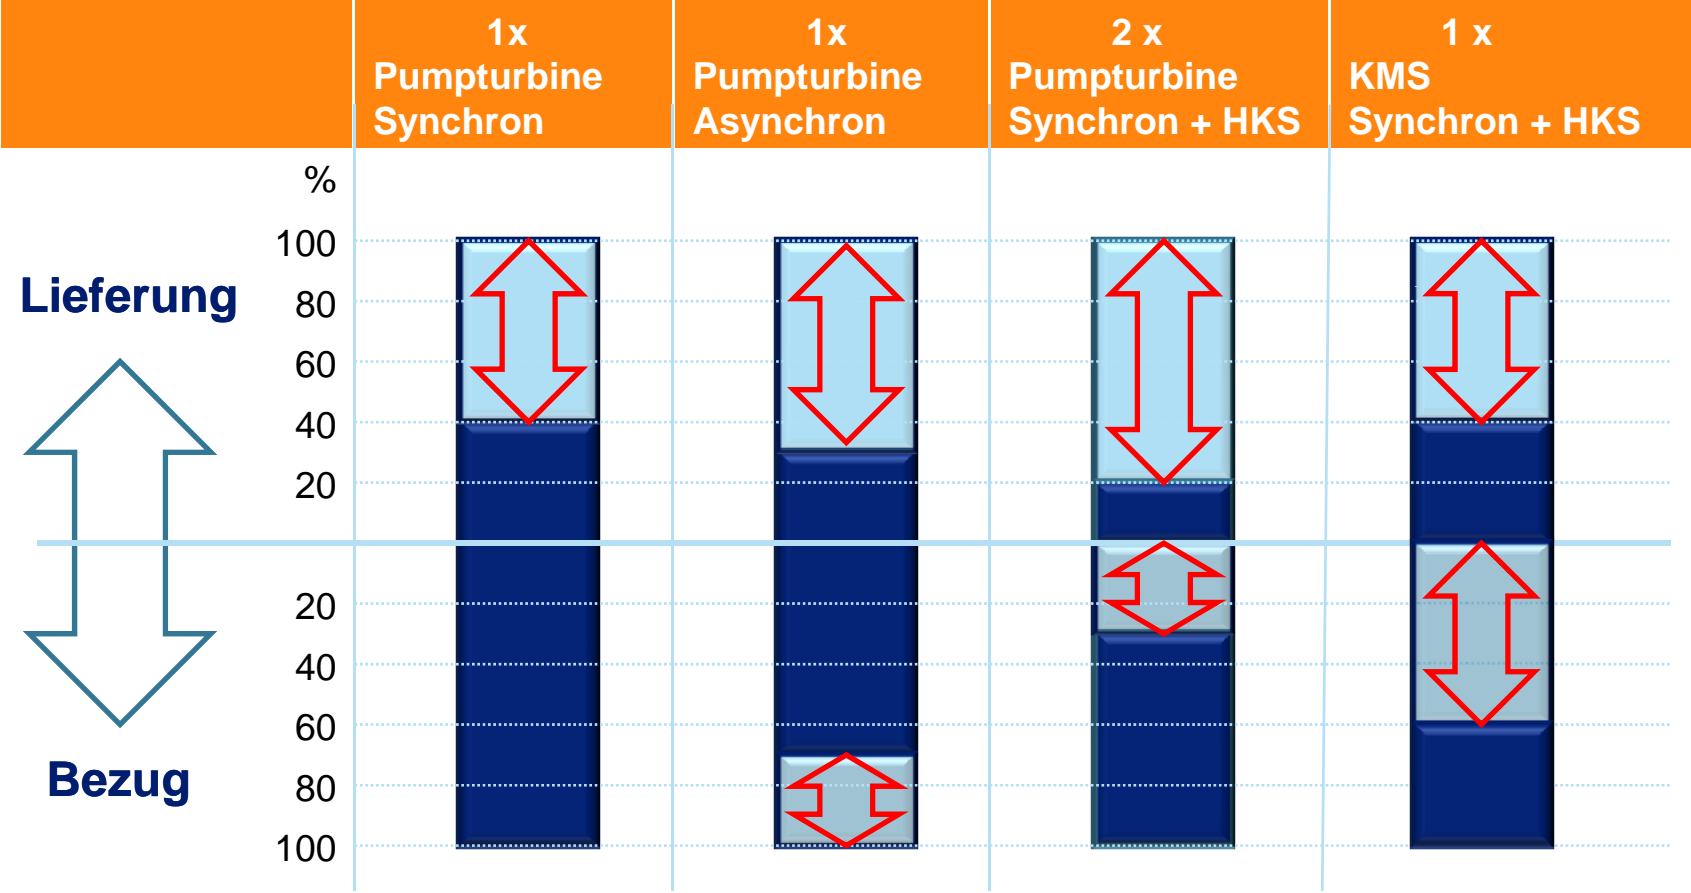 1x
Pumpturbine
Synchron
1x
Pumpturbine
Asynchron
2 x
Pumpturbine
Synchron + HKS
1 x
KMS
Synchron + HKS
%
100
Lieferung
80
60
40
20
20
40
60
Bezug
80
100